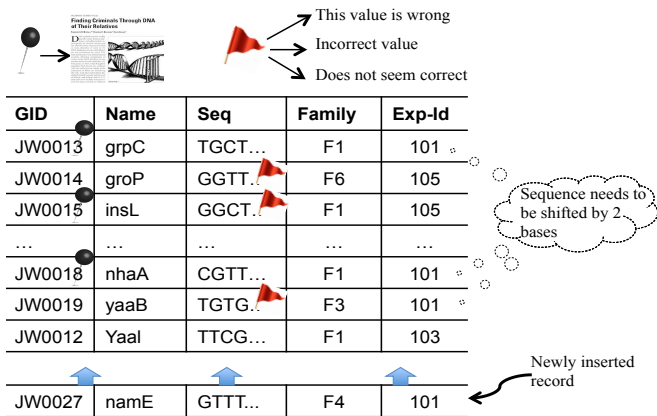 Finding Criminals Through DNA
of Their Relatives
This value is wrong
Incorrect value
Does not seem correct
GID Name Seq Family Exp-Id
JW0013 grpC TGCT… F1 101
JW0014 groP GGTT.. F6 105
JW0015 insL GGCT… F1 105
… … … … …
JW0018 nhaA CGTT… F1 101
JW0019 yaaB TGTG.. F3 101
JW0012 Yaal TTCG… F1 103
JW0027 namE GTTT... F4 101
Sequence needs to
be shifted by 2
bases
Newly inserted
record